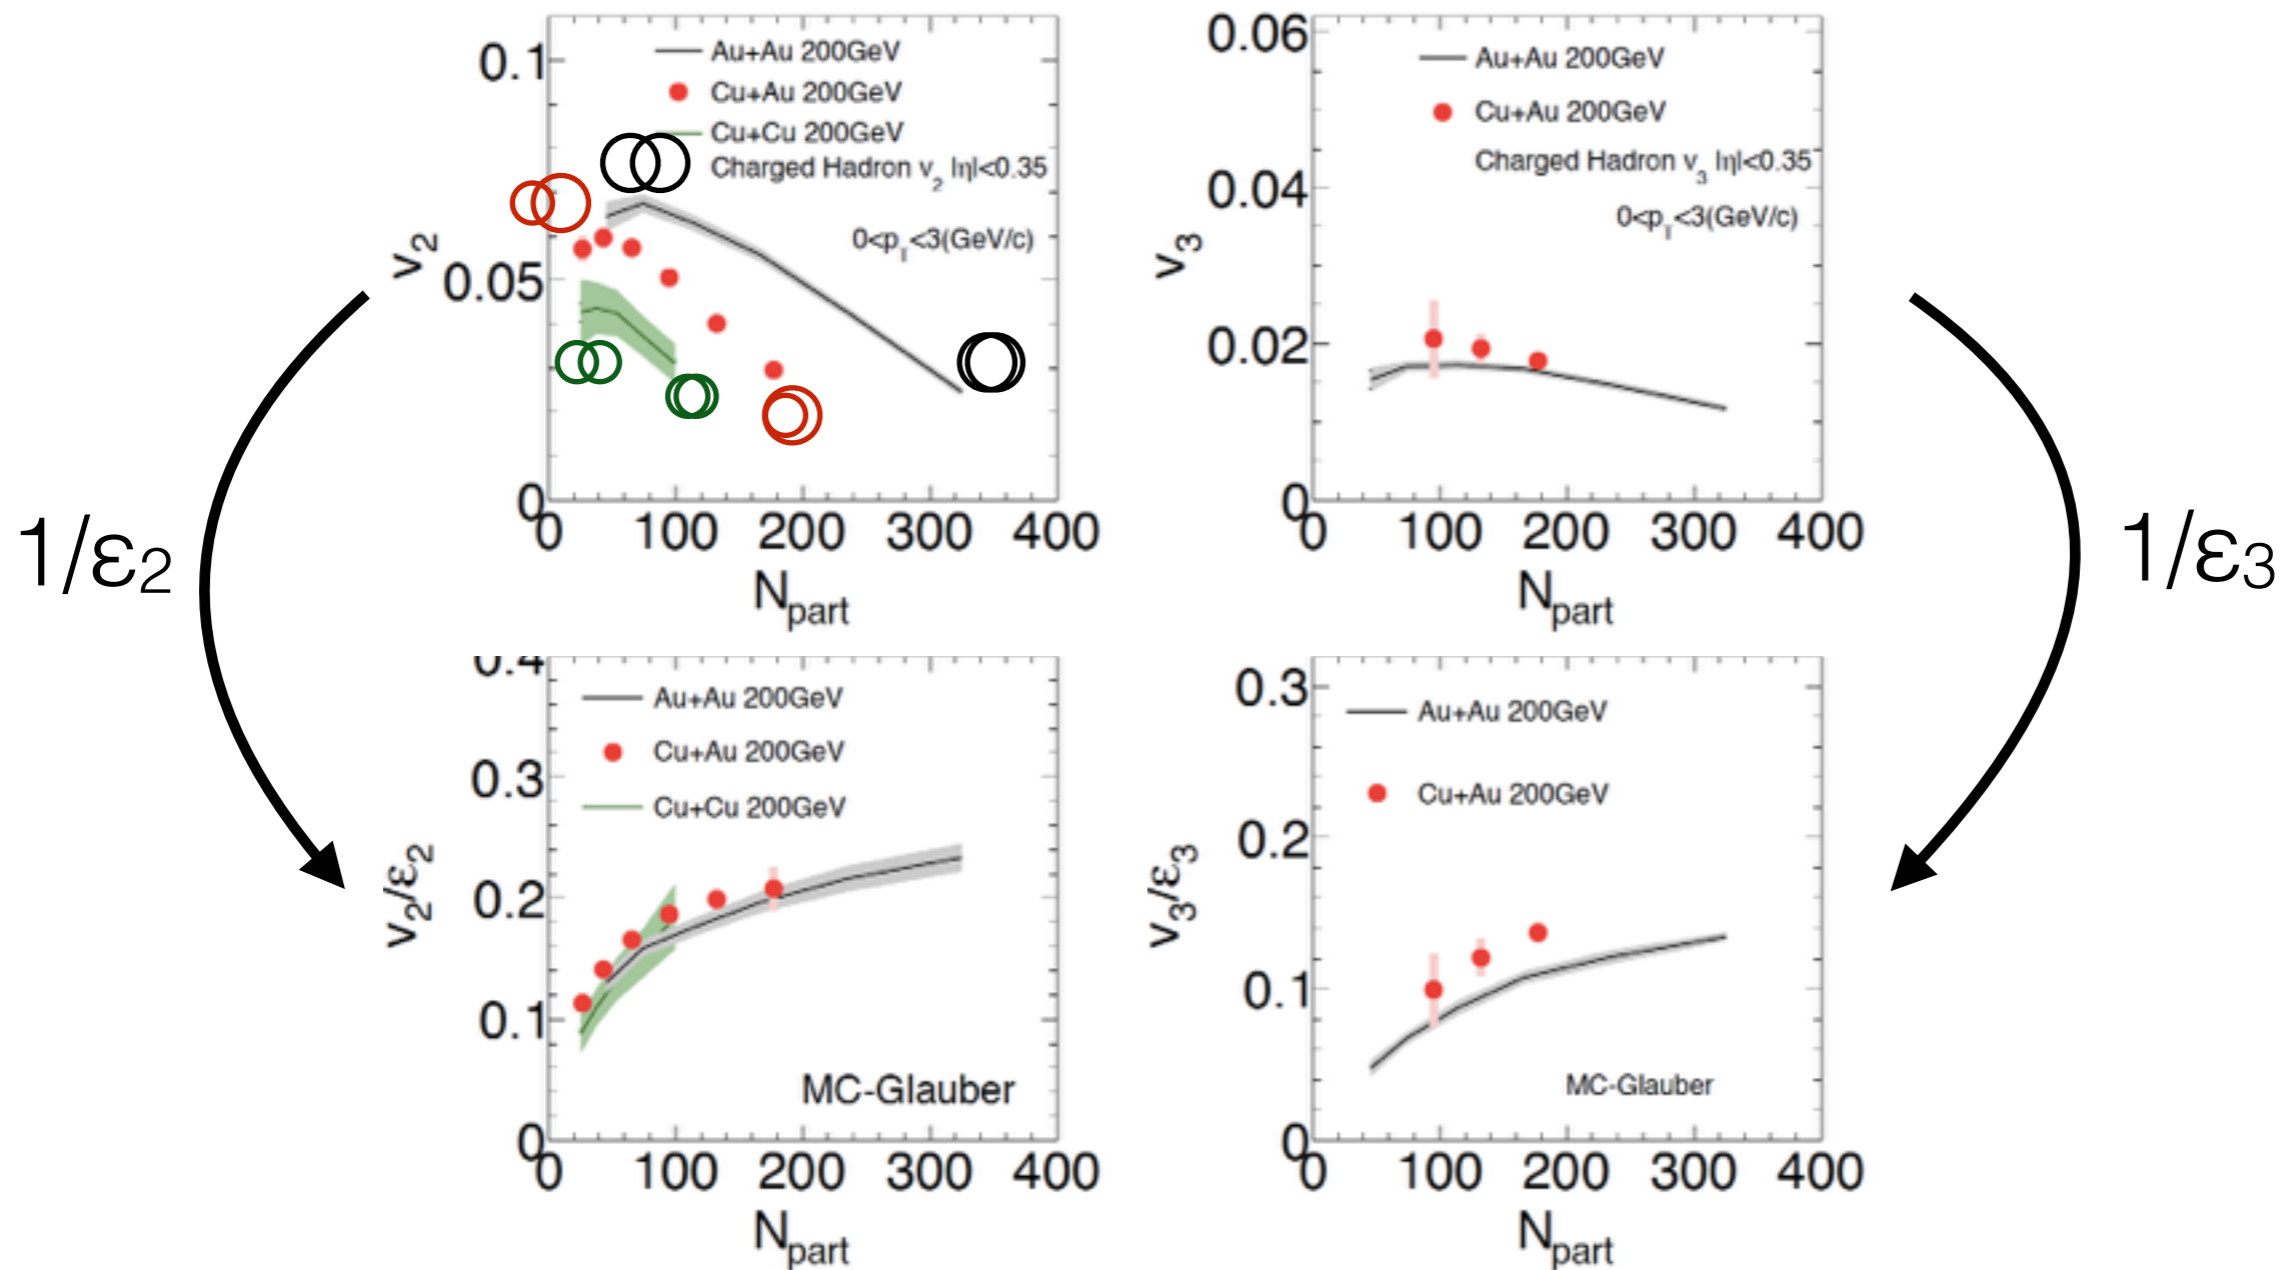 0.1
Au+Au 200GeV
Cu+Au 200GeV
Cu+Cu 200GeV
Charged Hadron v2 |η|<0.35
0<pT<3(GeV/c)
v2
0.05
0
0 100 200 300 400
Npart
0.06
Au+Au 200GeV
Cu+Au 200GeV
Charged Hadron v3 |η|<0.35
0<pT<3(GeV/c)
0.04
v3
0.02
0
0 100 200 300 400
Npart
1/ε2
1/ε3
0.4
Au+Au 200GeV
Cu+Au 200GeV
Cu+Cu 200GeV
0.3
v2/ε2
0.2
0.1
MC-Glauber
0
0 100 200 300 400
Npart
0.3
Au+Au 200GeV
Cu+Au 200GeV
0.2
v3/ε3
0.1
MC-Glauber
0
0 100 200 300 400
Npart